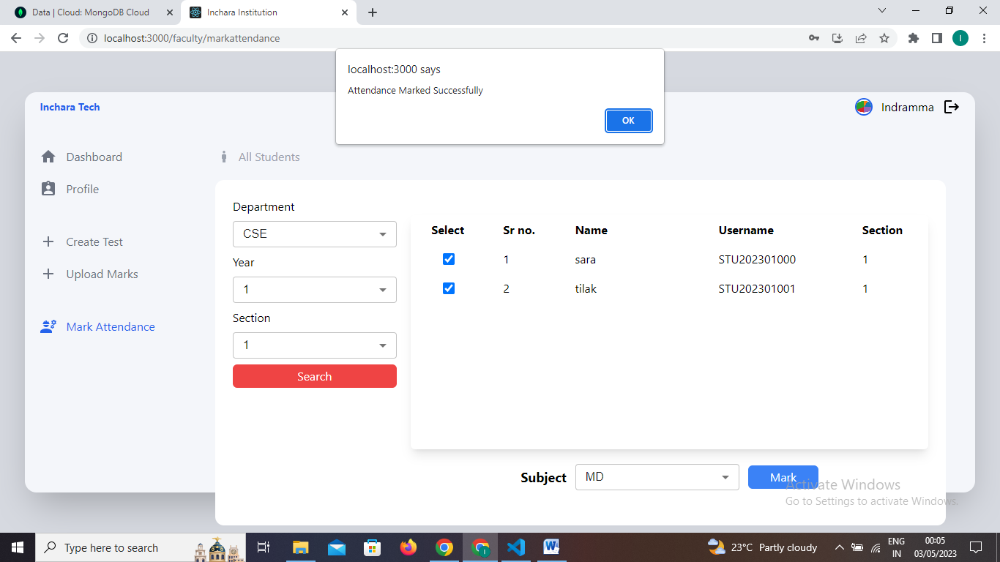 Data | Cloud: MongoDB Cloud
Inchara Institution
localhost:3000/faculty/markattendance
I
localhost:3000 says
Attendance Marked Successfully
OK
Inchara Tech
Indramma
Dashboard
Profile
Create Test
Upload Marks
Mark Attendance
All Students
Department
CSE
Year
1
Section
1
Search
Select Sr no. Name Username Section
1 sara STU202301000 1
2 tilak STU202301001 1
Subject MD Mark
Activate Windows
Go to Settings to activate Windows.
Type here to search
23°C Partly cloudy
ENG
IN
00:05
03/05/2023